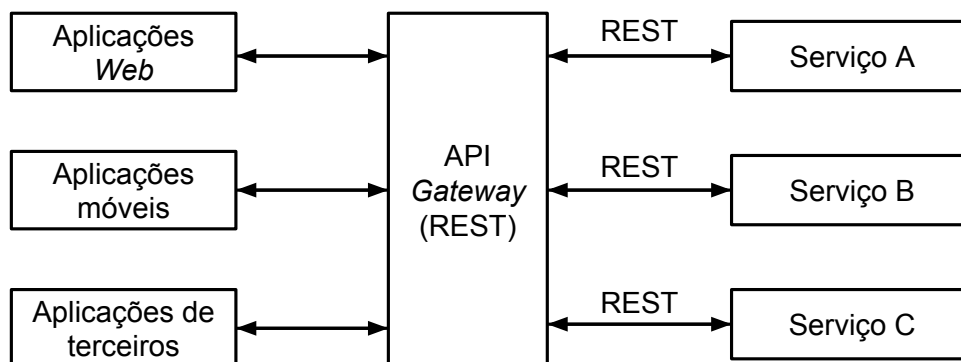 Aplicações
Web
Aplicações
móveis
Aplicações de
terceiros
API
Gateway
(REST)
REST
Serviço A
REST
Serviço B
REST
Serviço C